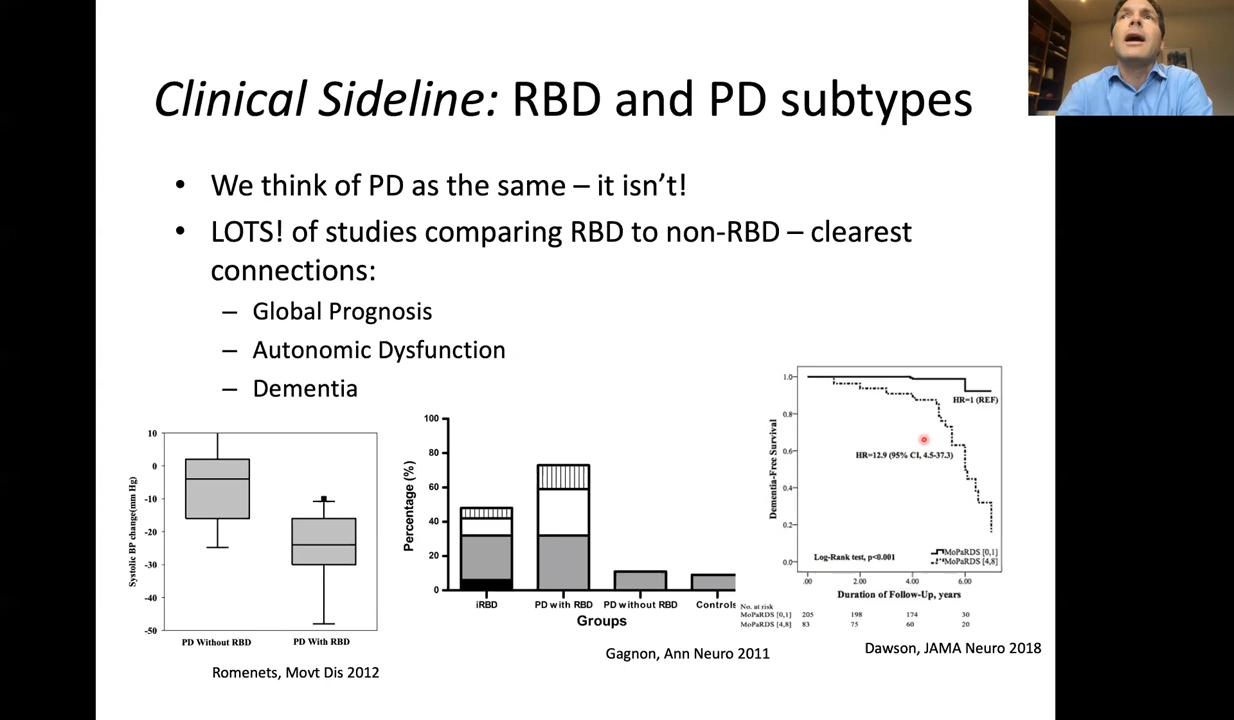 Clinical Sideline: RBD and PD subtypes
• We think of PD as the same – it isn't!
• LOTS! of studies comparing RBD to non-RBD – clearest
connections:
– Global Prognosis
– Autonomic Dysfunction
– Dementia
10
0
-10
-20
-30
-40
-50
Systolic BP change(mm Hg)
PD Without RBD
PD With RBD
Romenets, Movt Dis 2012
100
80
60
40
20
0
Percentage (%)
iRBD
PD with RBD
PD without RBD
Controls
Groups
Gagnon, Ann Neuro 2011
1.0
0.8
0.6
0.4
0.2
0.0
Dementia-Free Survival
HR=1 (REF)
HR=12.9 (95% CI, 4.5-37.3)
Log-Rank test, p<0.001
MoPaRDS [0,1]
MoPaRDS [4,8]
.00 2.00 4.00 6.00
Duration of Follow-Up, years
No. at risk
MoPaRDS [0,1] 205 198 174 30
MoPaRDS [4,8] 83 75 60 20
Dawson, JAMA Neuro 2018